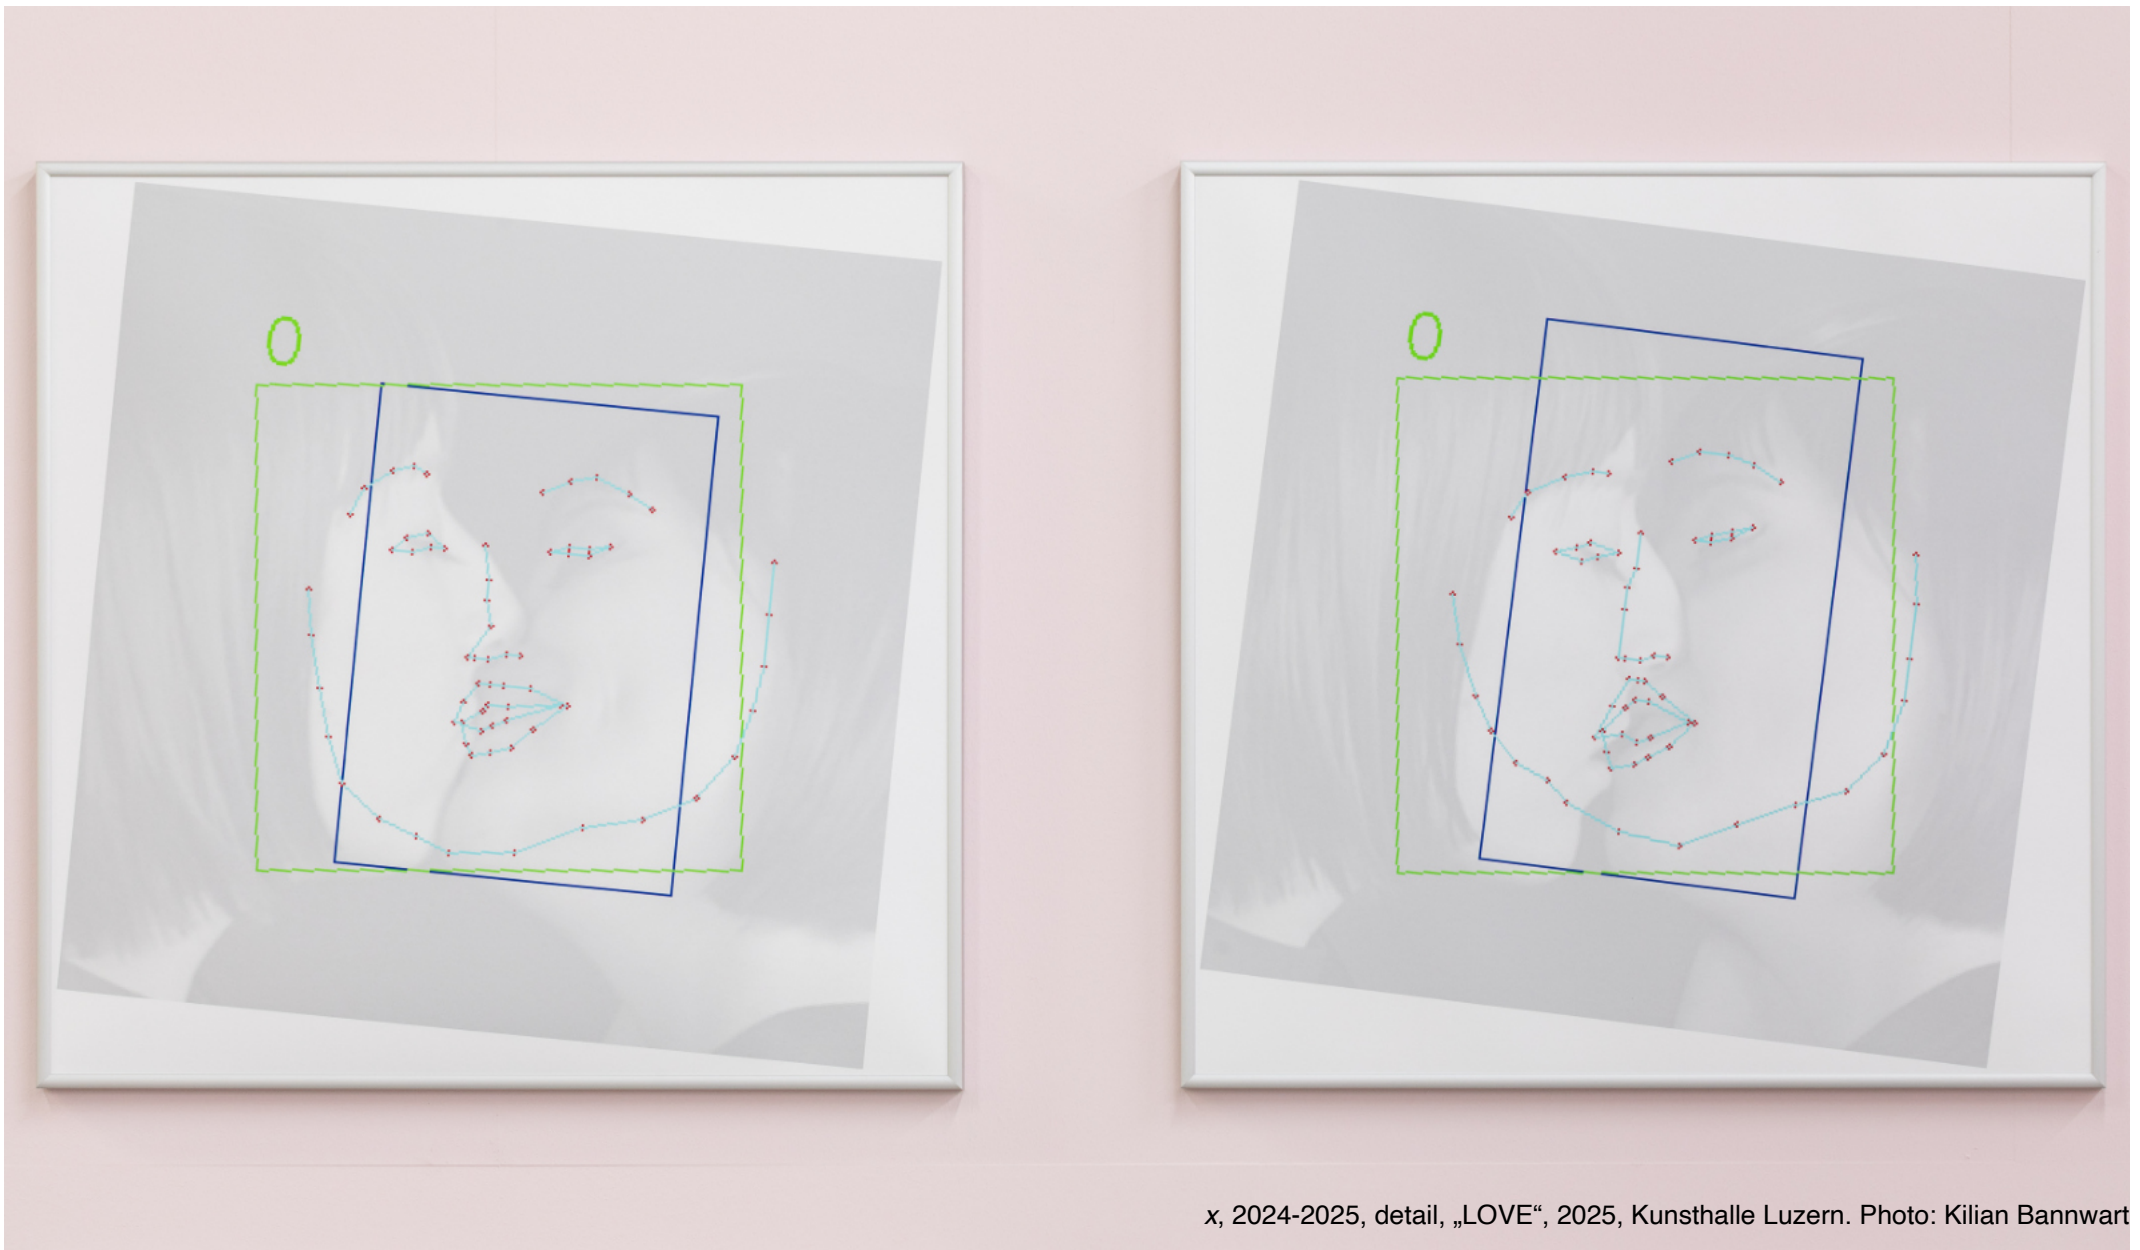 0
0
x, 2024-2025, detail, „LOVE“, 2025, Kunsthalle Luzern. Photo: Kilian Bannwart